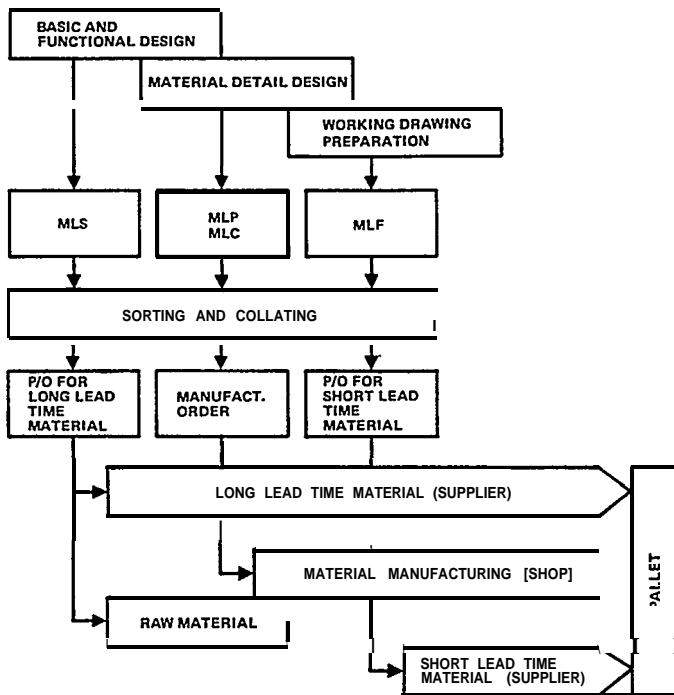 BASIC AND
FUNCTIONAL DESIGN
MATERIAL DETAIL DESIGN
WORKING DRAWING
PREPARATION
MLS
MLP
MLC
MLF
SORTING AND COLLATING
P/O FOR
LONG LEAD
TIME
MATERIAL
MANUFACT.
ORDER
P/O FOR
SHORT LEAD
TIME
MATERIAL
LONG LEAD TIME MATERIAL (SUPPLIER)
MATERIAL MANUFACTURING [SHOP]
RAW MATERIAL
SHORT LEAD TIME
MATERIAL (SUPPLIER)
PALLET